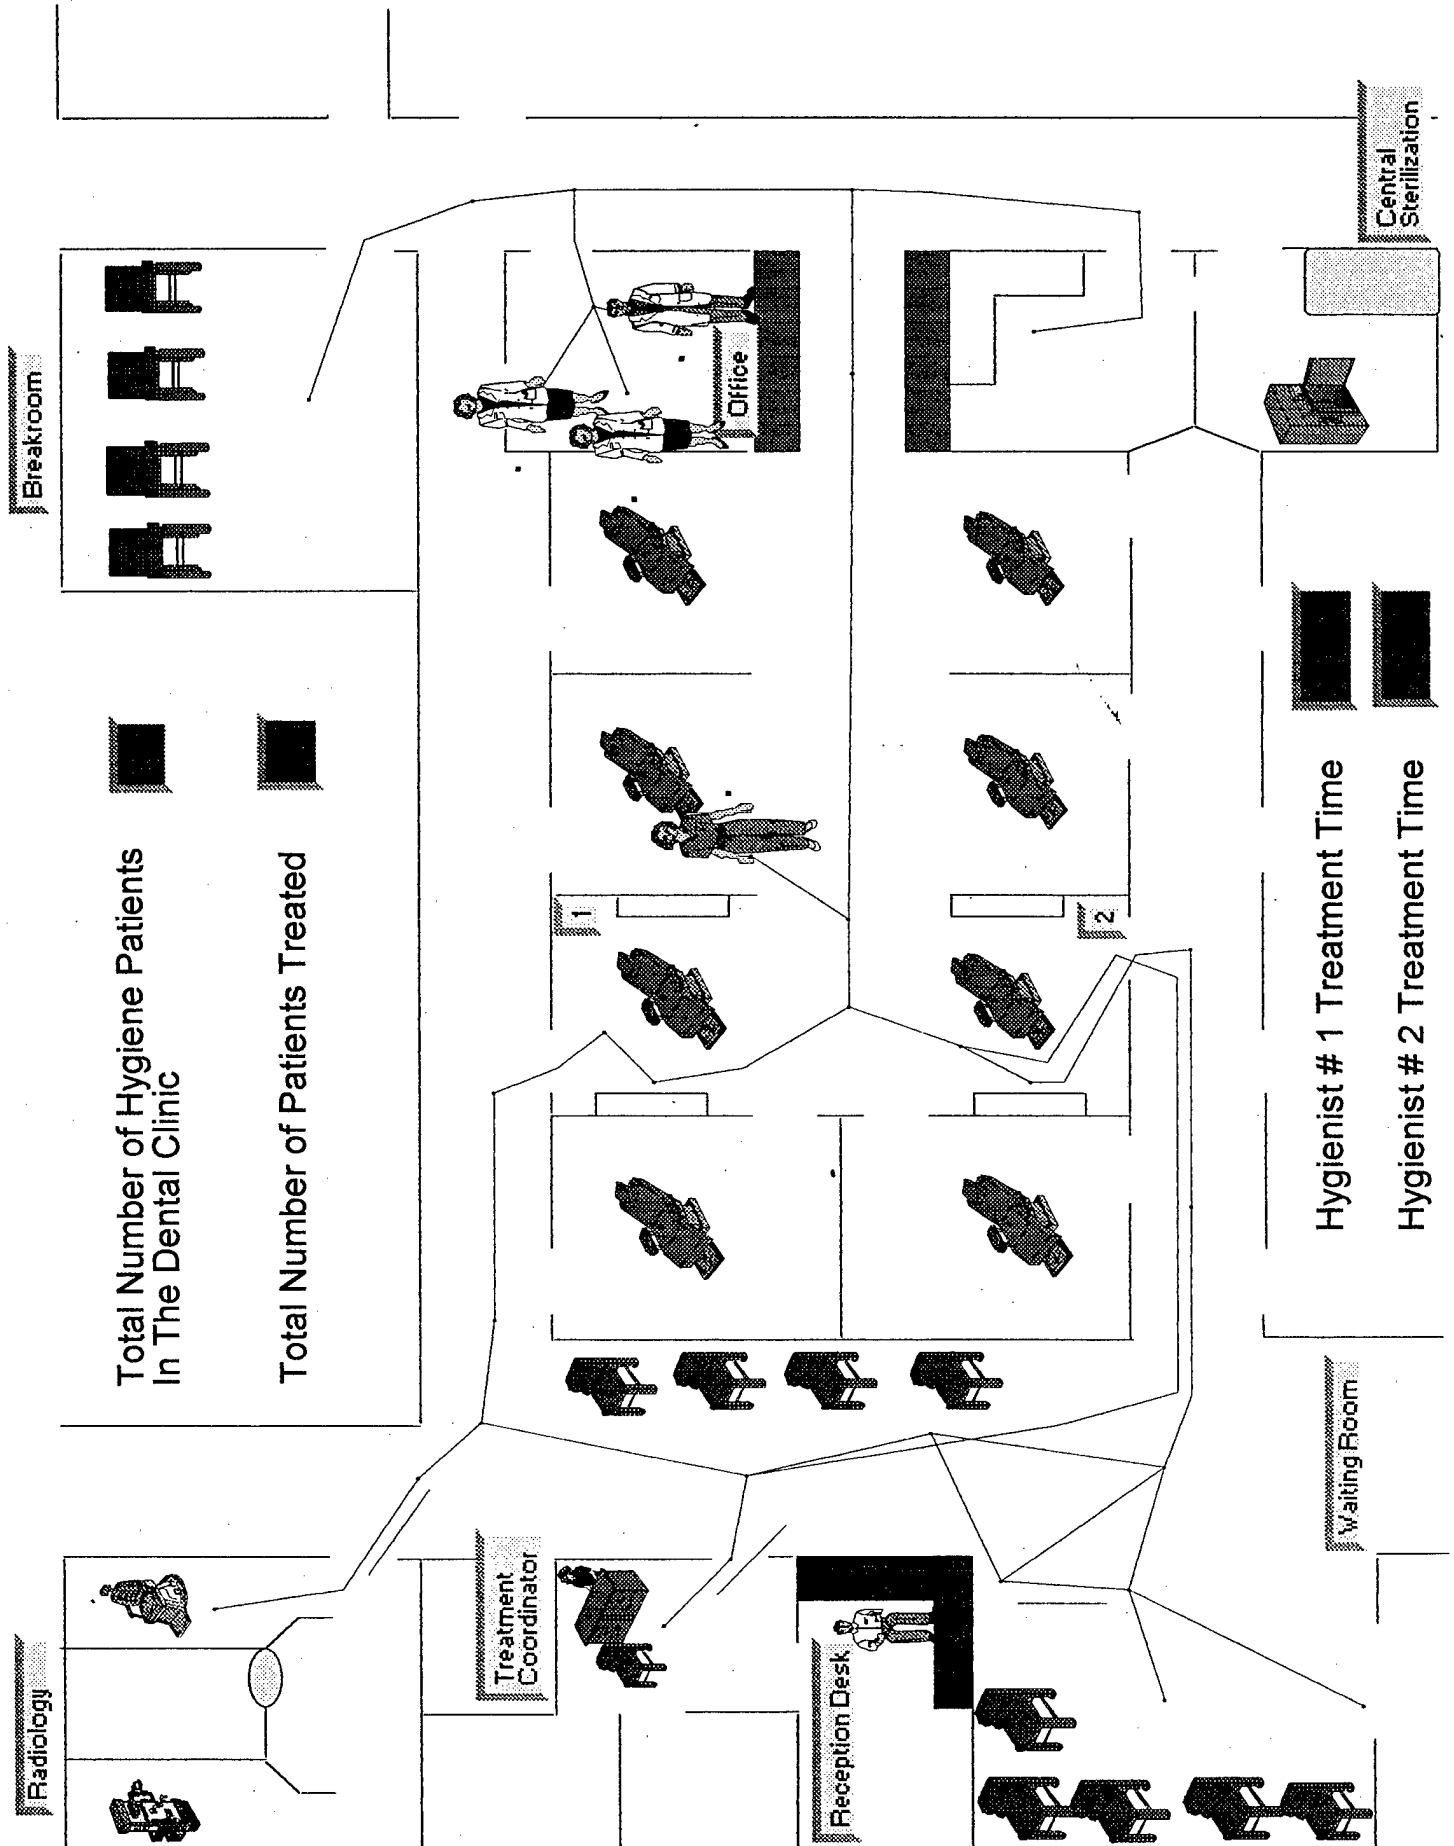 Radiology
Breakroom
Total Number of Hygiene Patients
In The Dental Clinic
Total Number of Patients Treated
Treatment
Coordinator
1
Office
Reception Desk
2
Waiting Room
Central
Sterilization
Hygienist # 1 Treatment Time
Hygienist # 2 Treatment Time